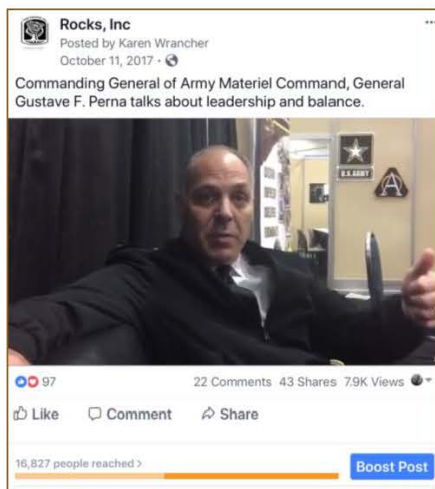 Rocks, Inc
Posted by Karen Wrancher
October 11, 2017 ·
Commanding General of Army Materiel Command, General
Gustave F. Perna talks about leadership and balance.
U.S.ARMY
97
22 Comments 43 Shares 7.9K Views
Like Comment Share
16,827 people reached >
Boost Post